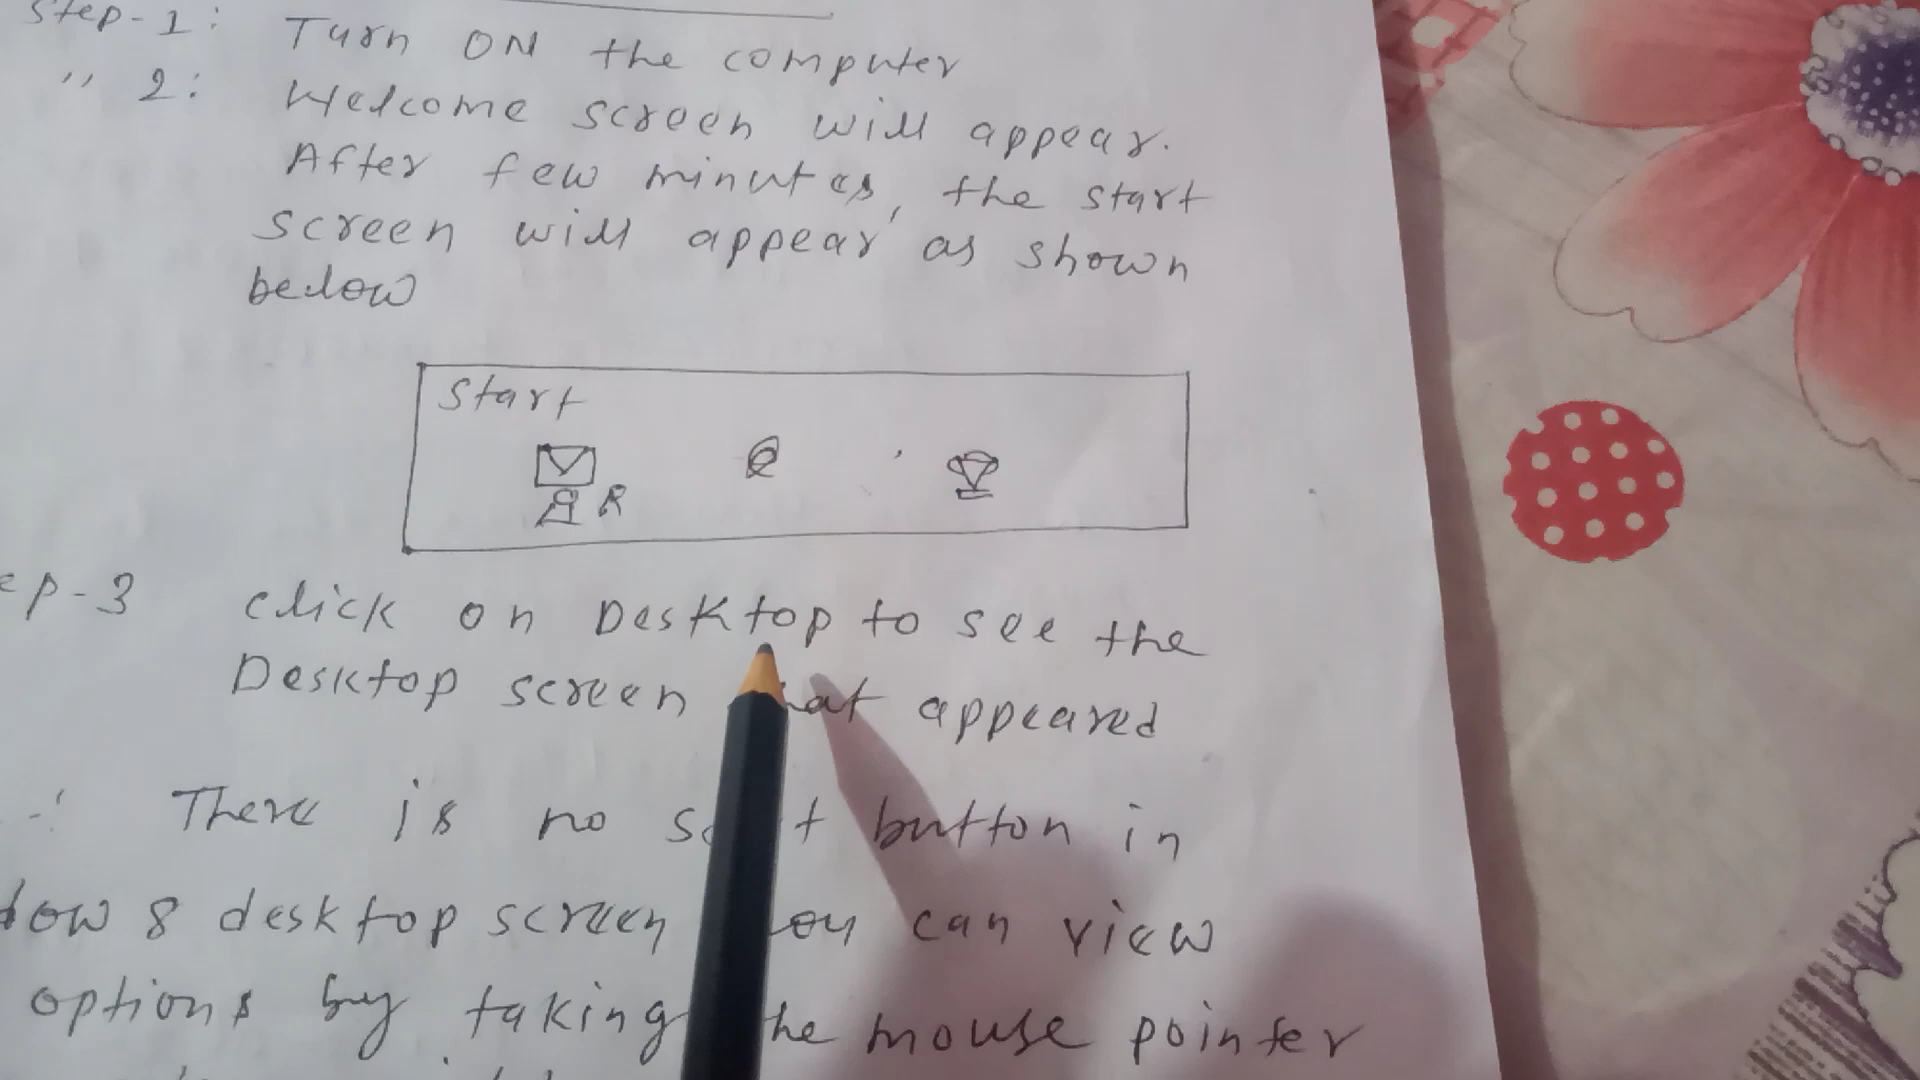 Step-1: Turn ON the computer
" 2: Welcome screen will appear.
After few minutes, the start
screen will appear as shown
below
Start
ep-3 click on Desktop to see the
Desktop screen appeared
There is no button in
dow 8 desktop screen can view
options by taking the mouse pointer